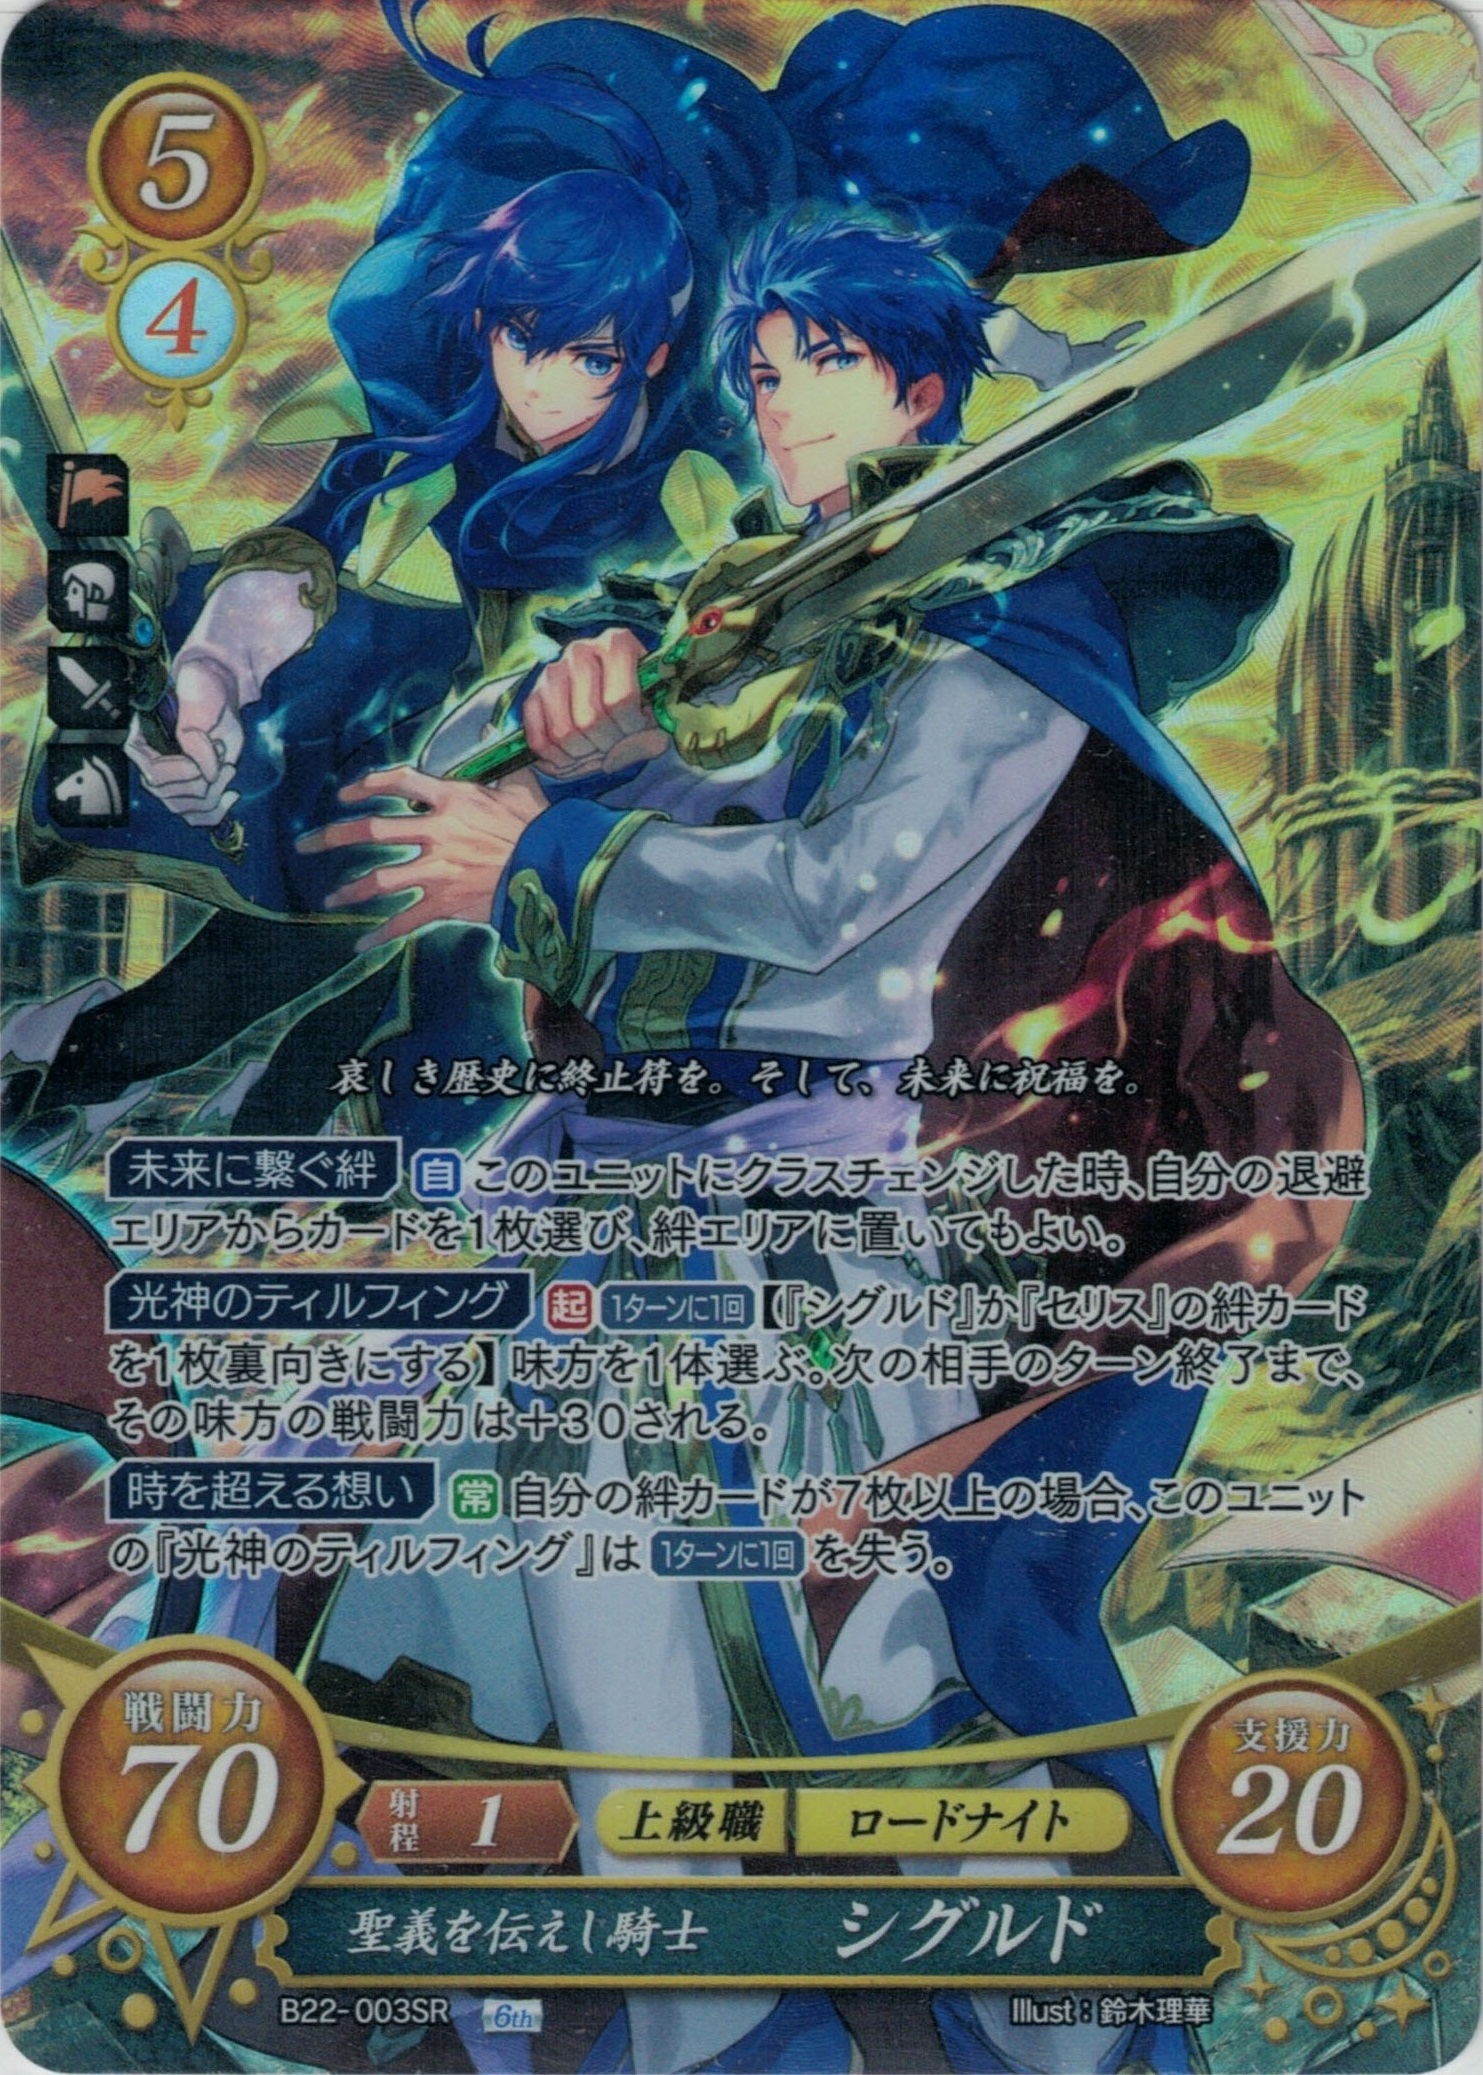 5
4
哀しき歴史に終止符を。そして、未来に祝福を。
未来に繋ぐ絆 自 このユニットにクラスチェンジした時、自分の退避
エリアからカードを1枚選び、絆エリアに置いてもよい。
光神のティルフィング 起 1ターンに1回 【『シグルド』か『セリス』の絆カード
を1枚裏向きにする】味方を1体選ぶ。次の相手のターン終了まで、
その味方の戦闘力は＋30される。
時を超える想い 常 自分の絆カードが7枚以上の場合、このユニット
の『光神のティルフィング』は 1ターンに1回 を失う。
戦闘力
70
射程 1
上級職 ロードナイト
支援力
20
聖義を伝えし騎士 シグルド
B22-003SR 6th Illust：鈴木理華